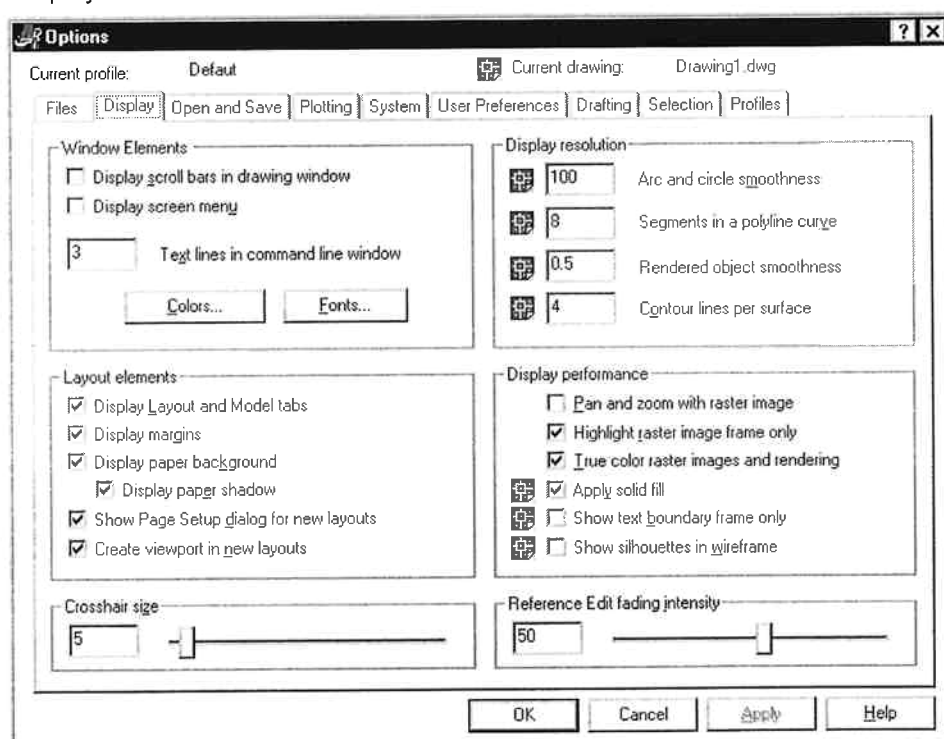 Options
Current profile: Defaut Current drawing: Drawing1.dwg
Files Display Open and Save Plotting System User Preferences Drafting Selection Profiles
Window Elements
Display scroll bars in drawing window
Display screen menu
3 Text lines in command line window
Colors... Fonts...
Display resolution
100 Arc and circle smoothness
8 Segments in a polyline curve
0.5 Rendered object smoothness
4 Contour lines per surface
Layout elements
Display Layout and Model tabs
Display margins
Display paper background
Display paper shadow
Show Page Setup dialog for new layouts
Create viewport in new layouts
Display performance
Pan and zoom with raster image
Highlight raster image frame only
True color raster images and rendering
Apply solid fill
Show text boundary frame only
Show silhouettes in wireframe
Crosshair size
5
Reference Edit fading intensity
50
OK Cancel Apply Help